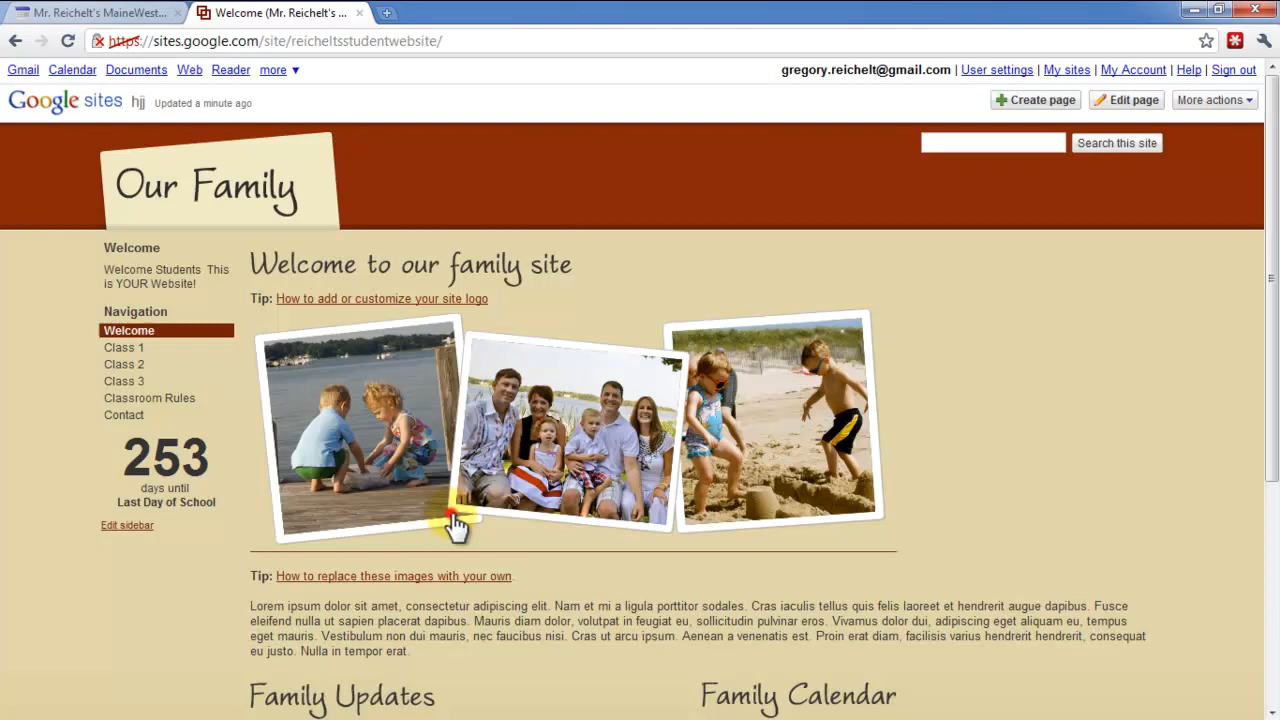 Mr. Reichelt's MaineWest...
Welcome (Mr. Reichelt's ...
https://sites.google.com/site/reicheltsstudentwebsite/
Gmail Calendar Documents Web Reader more ▼
gregory.reichelt@gmail.com | User settings | My sites | My Account | Help | Sign out
Google sites hjj Updated a minute ago
Create page Edit page More actions
Search this site
Our Family
Welcome
Welcome Students This
is YOUR Website!
Navigation
Welcome
Class 1
Class 2
Class 3
Classroom Rules
Contact
253
days until
Last Day of School
Edit sidebar
Welcome to our family site
Tip: How to add or customize your site logo
Tip: How to replace these images with your own.
Lorem ipsum dolor sit amet, consectetur adipiscing elit. Nam et mi a ligula porttitor sodales. Cras iaculis tellus quis felis laoreet et hendrerit augue dapibus. Fusce
eleifend nulla ut sapien placerat dapibus. Mauris diam dolor, volutpat in feugiat eu, sollicitudin pulvinar eros. Vivamus dolor dui, adipiscing eget aliquam eu, tempus
eget mauris. Vestibulum non dui mauris, nec faucibus nisi. Cras ut arcu ipsum. Aenean a venenatis est. Proin erat diam, facilisis varius hendrerit hendrerit, consequat
eu justo. Nulla in tempor erat.
Family Updates
Family Calendar